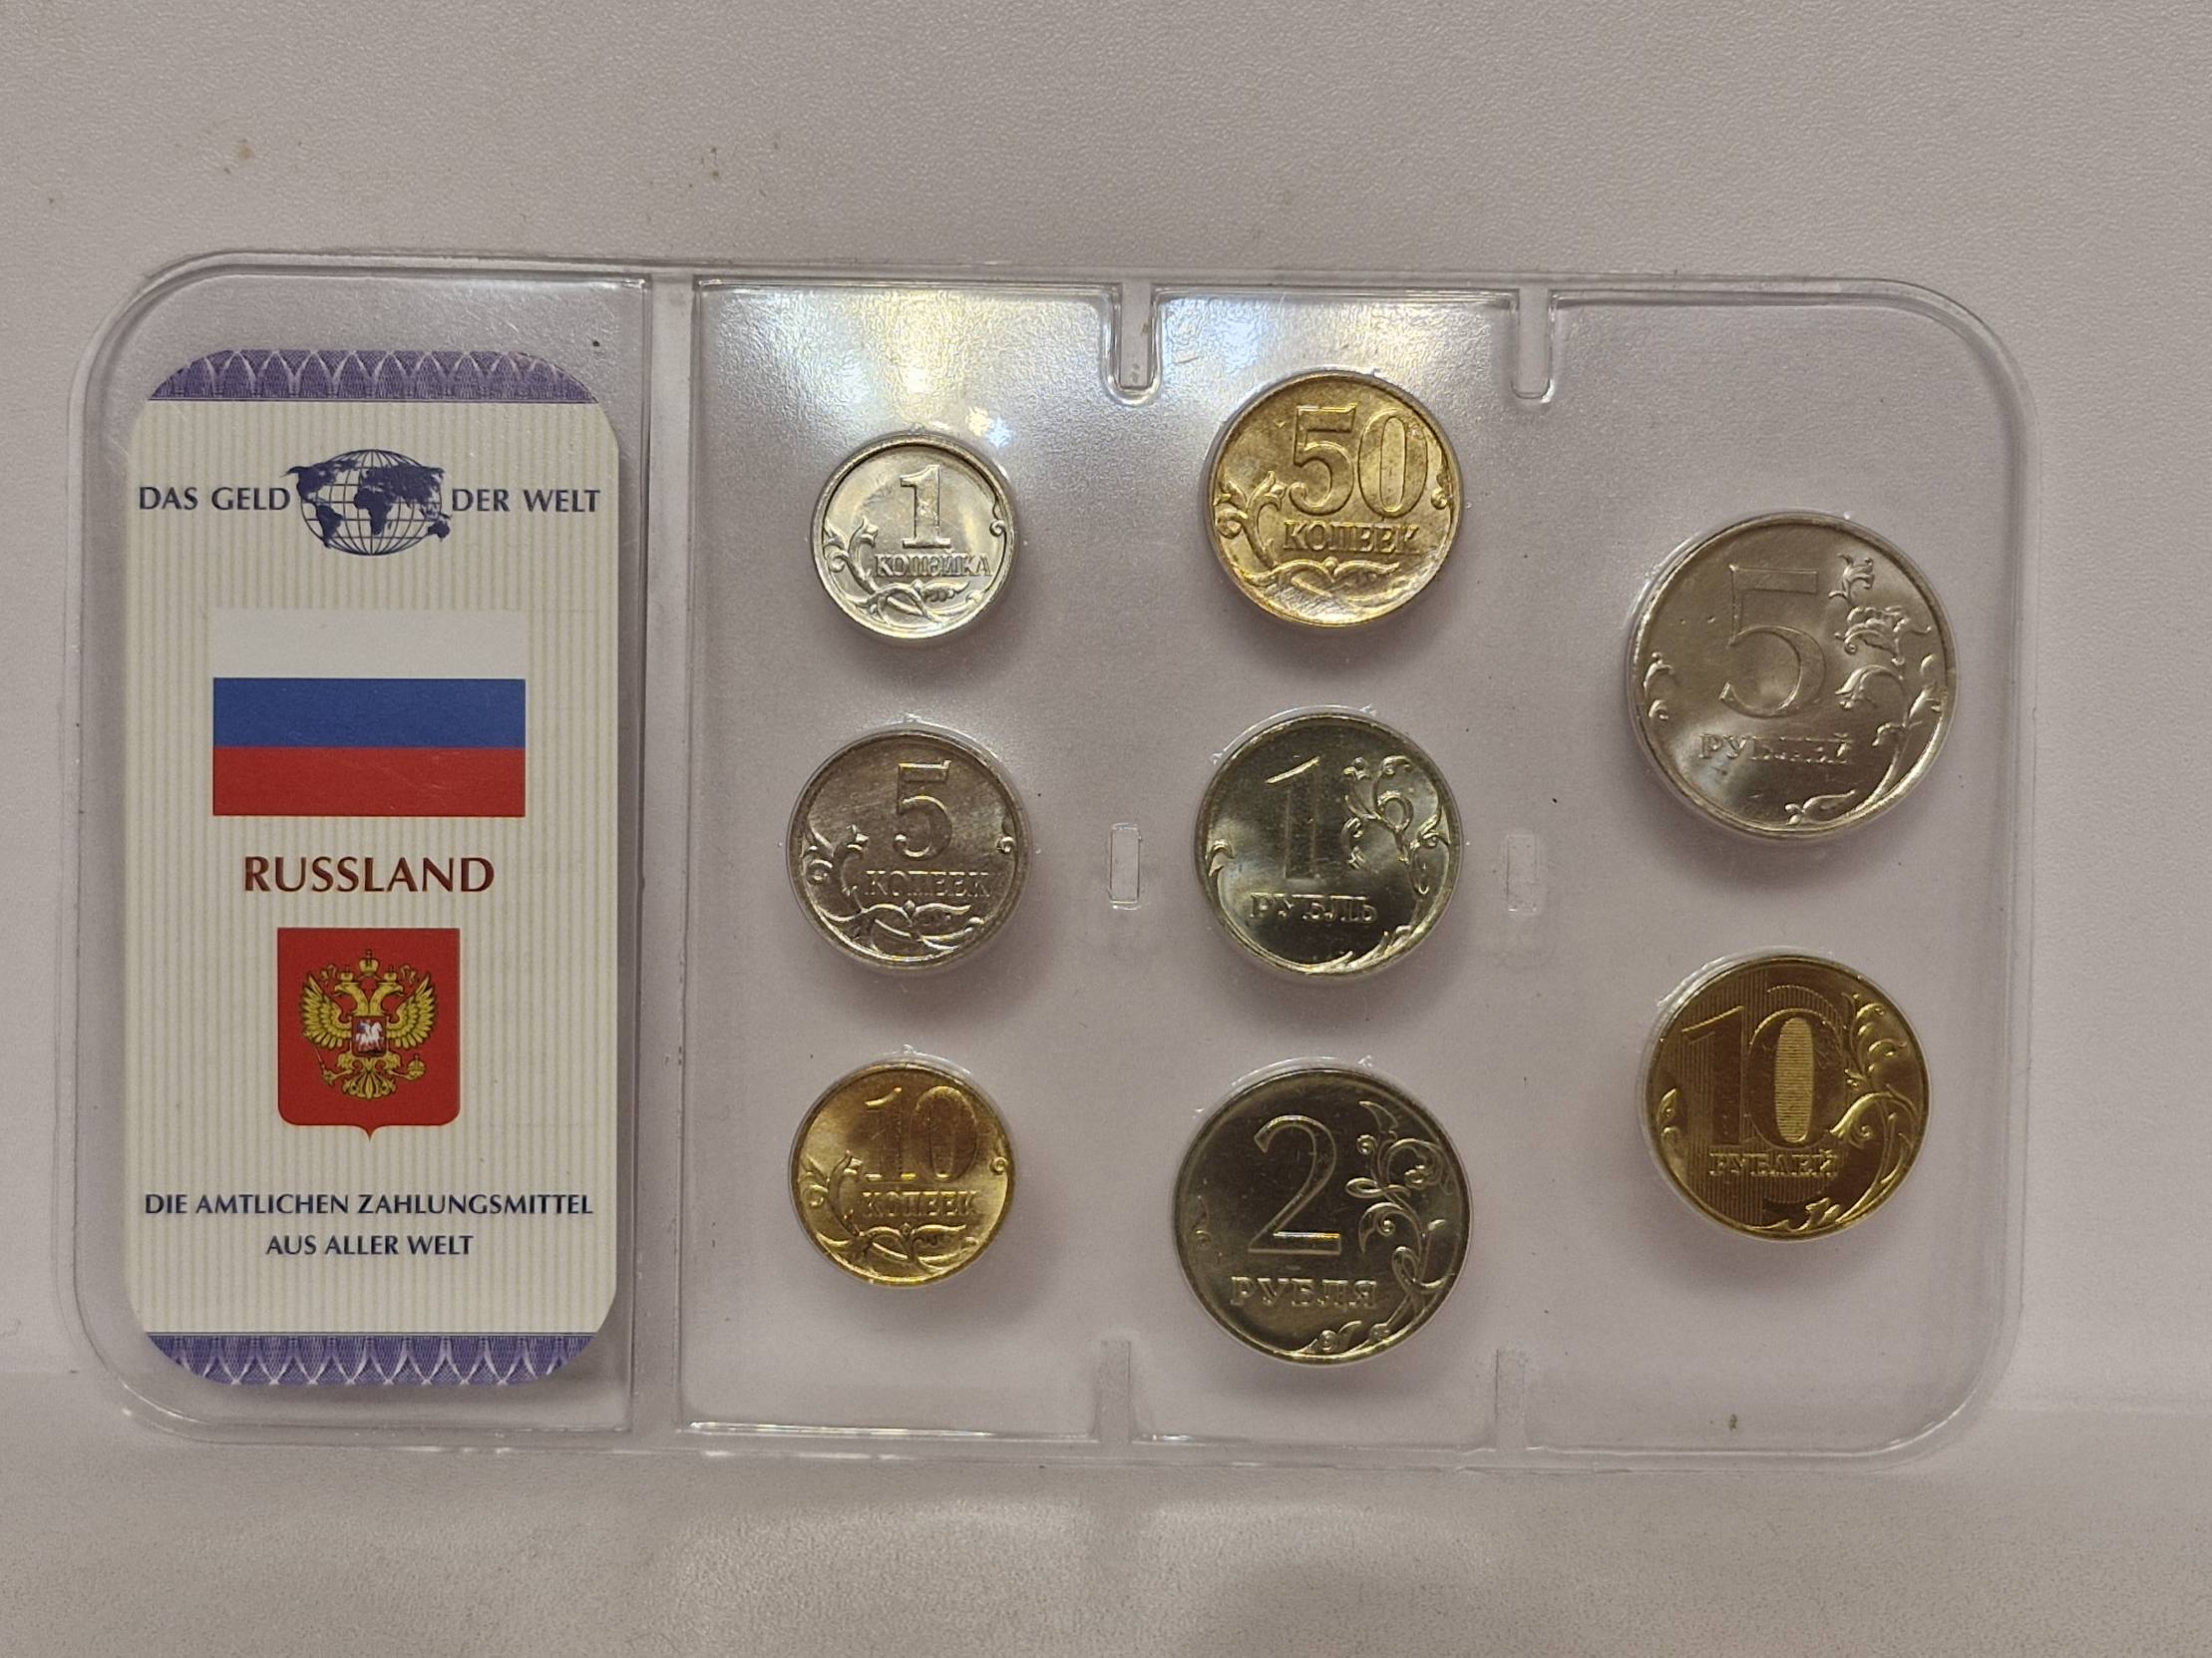 DAS GELD DER WELT
RUSSLAND
DIE AMTLICHEN ZAHLUNGSMITTEL
AUS ALLER WELT
1
КОПЕЙКА
5
КОПЕЕК
10
КОПЕЕК
50
КОПЕЕК
1
РУБЛЬ
2
РУБЛЯ
5
РУБЛЕЙ
10
РУБЛЕЙ